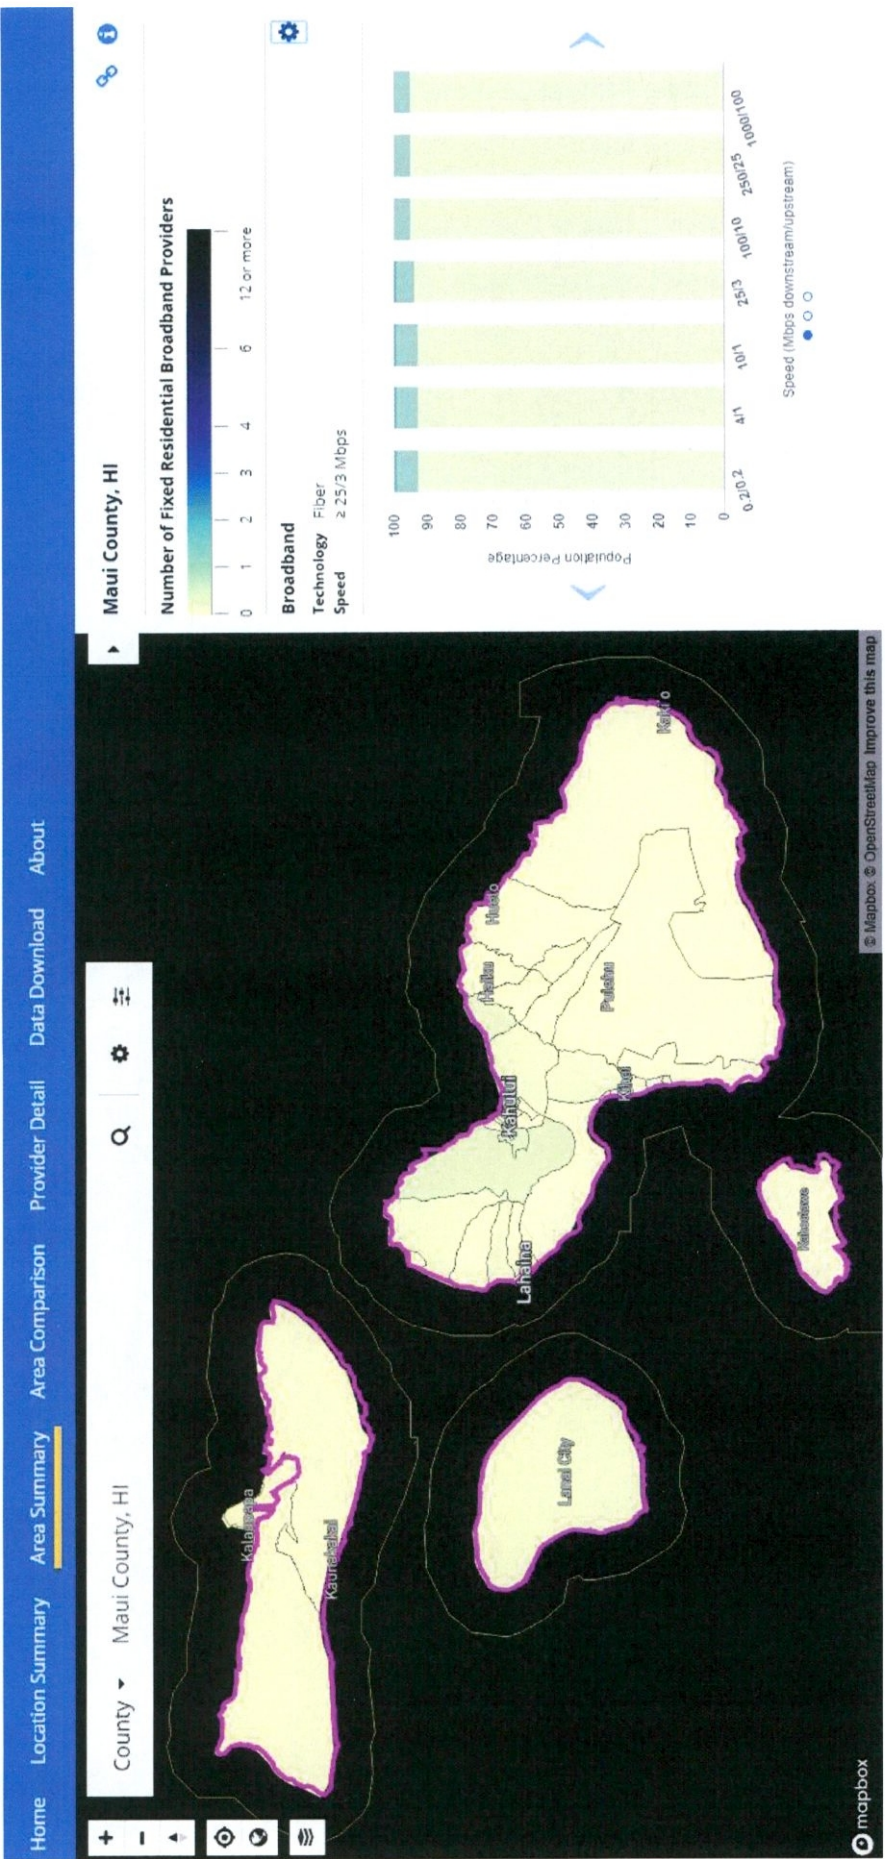 Home Location Summary Area Summary Area Comparison Provider Detail Data Download About
County Maui County, HI
Maui County, HI
Number of Fixed Residential Broadband Providers
0 1 2 3 4 6 12 or more
Broadband
Technology Fiber
Speed ≥ 25/3 Mbps
Population Percentage
100
90
80
70
60
50
40
30
20
10
0
0.2/0.2 4/1 10/1 25/3 100/10 250/25 1000/100
Speed (Mbps downstream/upstream)
Kalaupapa
Kaunakakai
Lanai City
Lahaina
Kahului
Haiku
Huelo
Pulehu
Kihei
Kahoolawe
mapbox
© Mapbox © OpenStreetMap Improve this map